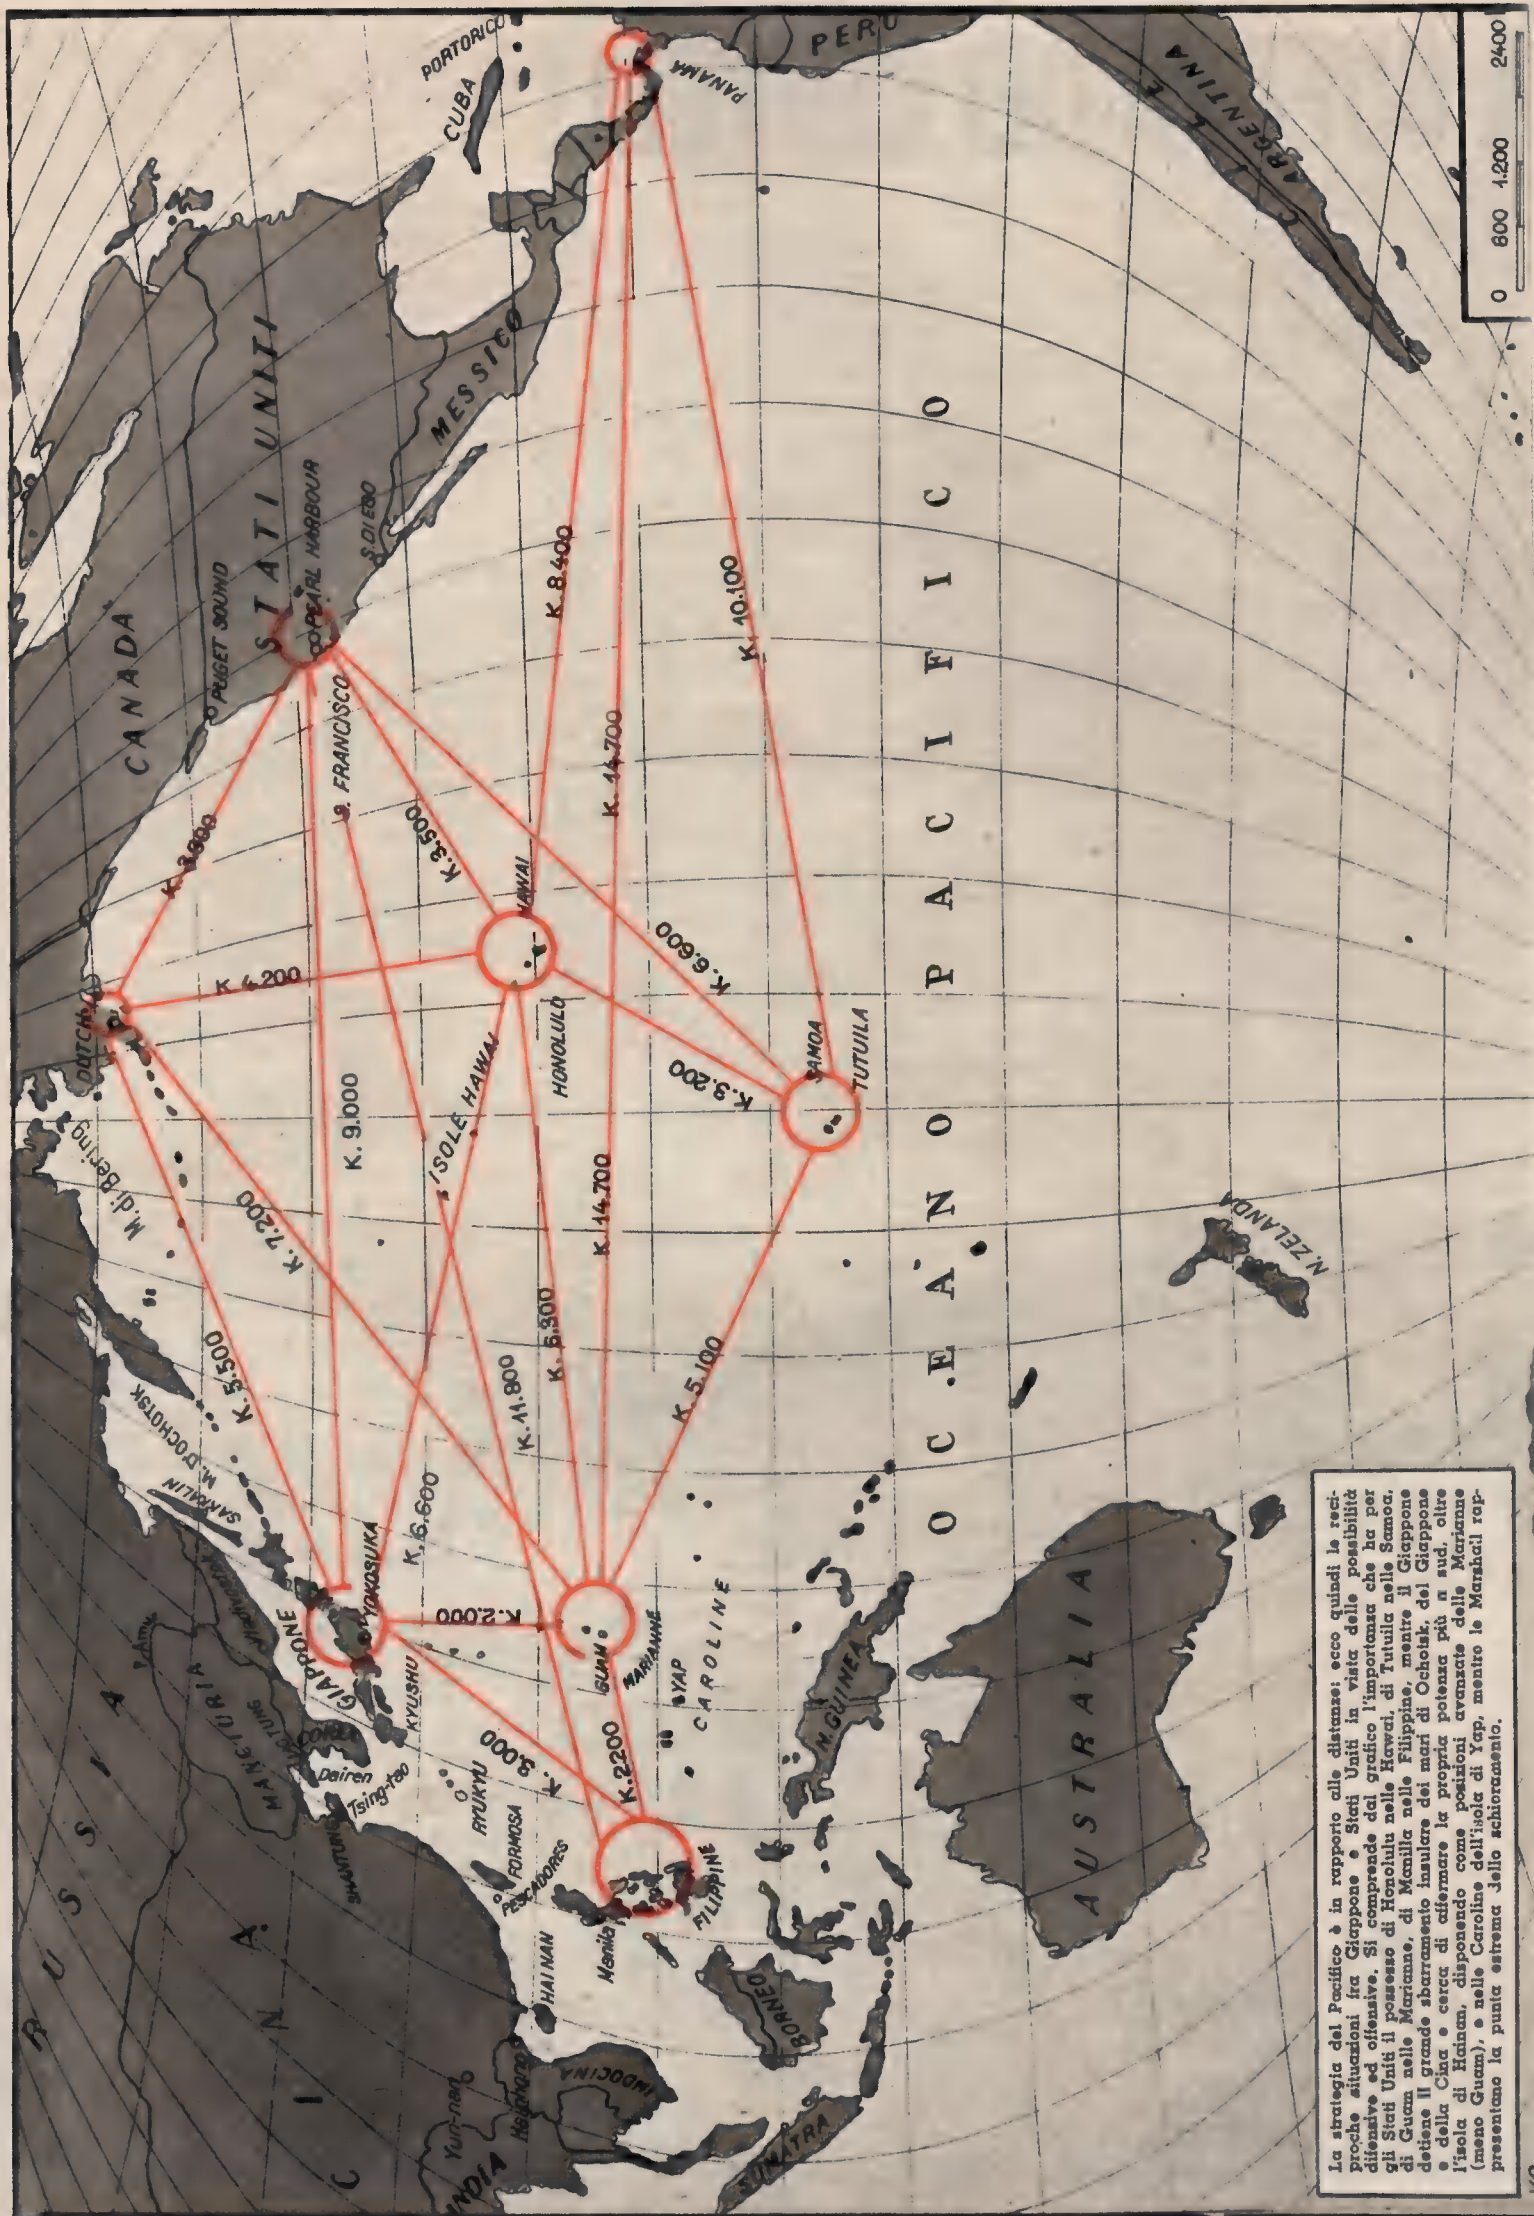 PORTORICO
CUBA
PANAMA
PERU
CILE
ARGENTINA
0 600 1.200 2400
CANADA
STATI UNITI
PUGET SOUND
PEARL HARBOUR
S. DIEGO
MESSICO
S. FRANCISCO
K. 8.400
K. 14.700
K. 10.100
K. 3.500
HAWAI
K. 4.200
K. 6.600
DUTCH
M. di Bering
K. 9.000
ISOLE HAWAI
HONOLULO
K. 3.200
SAMOA
TUTUILA
K. 7.200
K. 14.700
K. 6.300
K. 5.100
K. 5.500
K. 11.800
OCEANO PACIFICO
N. ZELANDA
M. D'OCHOTSK
SAKHALIN
K. 6.600
RUSSIA
MANCIURIA
GIAPPONE
YOKOSUKA
K. 2.000
KYUSHU
GUAM
MARIANNE
YAP
CAROLINE
N. GUINEA
AUSTRALIA
Dairen
Tsing-tao
SHANTUNG
K. 3.000
K. 2.200
RYUKYU
FORMOSA
PESCADORES
CINA
HAINAN
Manila
FILIPPINE
BORNEO
Yun-nan
Haiphong
INDOCINA
INDIA
SUMATRA
La strategia del Pacifico è in rapporto alle distanze: ecco quindi le reci-
proche situazioni fra Giappone e Stati Uniti in vista delle possibilità
difensive ed offensive. Si comprende dal grafico l'importanza che ha per
gli Stati Uniti il possesso di Honolulu nelle Hawai, di Tutuila nelle Samoa,
di Guam nelle Marianne, di Manilla nelle Filippine, mentre il Giappone
detiene il grande sbarramento insulare dei mari di Ochotsk, del Giappone
e della Cina e cerca di affermare la propria potenza più a sud, oltre
l'isola di Hainan, disponendo come posizioni avanzate delle Marianne
(meno Guam), e nelle Caroline dell'isola di Yap, mentre le Marshall rap-
presentano la punta estrema dello schieramento.